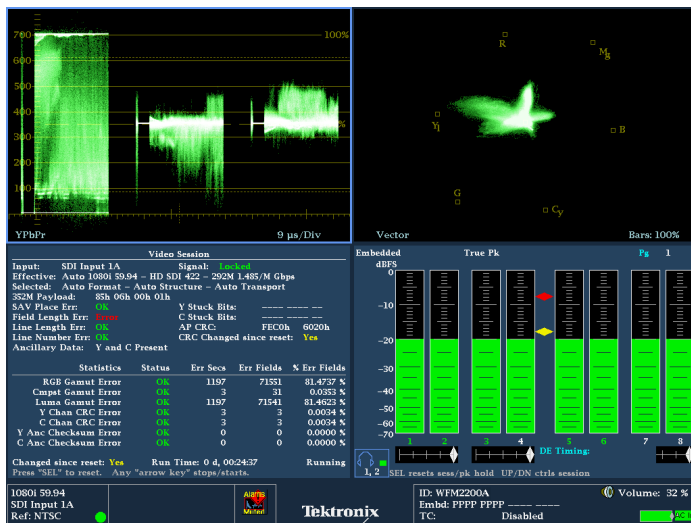 700
100%
600
500
400
300
%
200
100
YPbPr
9 µs/Div
R
Mg
Yl
B
G
Cy
Vector
Bars: 100%
Video Session
Input: SDI Input 1A Signal: Locked
Effective: Auto 1080i 59.94 – HD SDI 422 – 292M 1.485/M Gbps
Selected: Auto Format – Auto Structure – Auto Transport
352M Payload: 85h 06h 00h 01h
SAV Place Err: OK Y Stuck Bits: ---- ---- --
Field Length Err: Error C Stuck Bits: ---- ---- --
Line Length Err: OK AP CRC: FEC0h 6020h
Line Number Err: OK CRC Changed since reset: Yes
Ancillary Data: Y and C Present
Statistics Status Err Secs Err Fields % Err Fields
RGB Gamut Error OK 1197 71551 81.4737 %
Cmpst Gamut Error OK 3 31 0.0353 %
Luma Gamut Error OK 1197 71541 81.4623 %
Y Chan CRC Error OK 3 3 0.0034 %
C Chan CRC Error OK 3 3 0.0034 %
Y Anc Checksum Error OK 0 0 0.0000 %
C Anc Checksum Error OK 0 0 0.0000 %
Changed since reset: Yes Run Time: 0 d, 00:24:37 Running
Press "SEL" to reset. Any "arrow key" stops/starts.
Embedded True Pk Pg 1
dBFS
0 0
-10 -10
-20 -20
-30 -30
-40 -40
-50 -50
-60 -60
-70 -70
1 2 3 4 5 6 7 8
DE Timing:
1, 2
SEL resets sess/pk hold UP/DN ctrls session
1080i 59.94
SDI Input 1A
Ref: NTSC
Alarms
Muted
Tektronix
ID: WFM2200A
Embd: PPPP PPPP ---- ----
TC: Disabled
Volume: 32 %